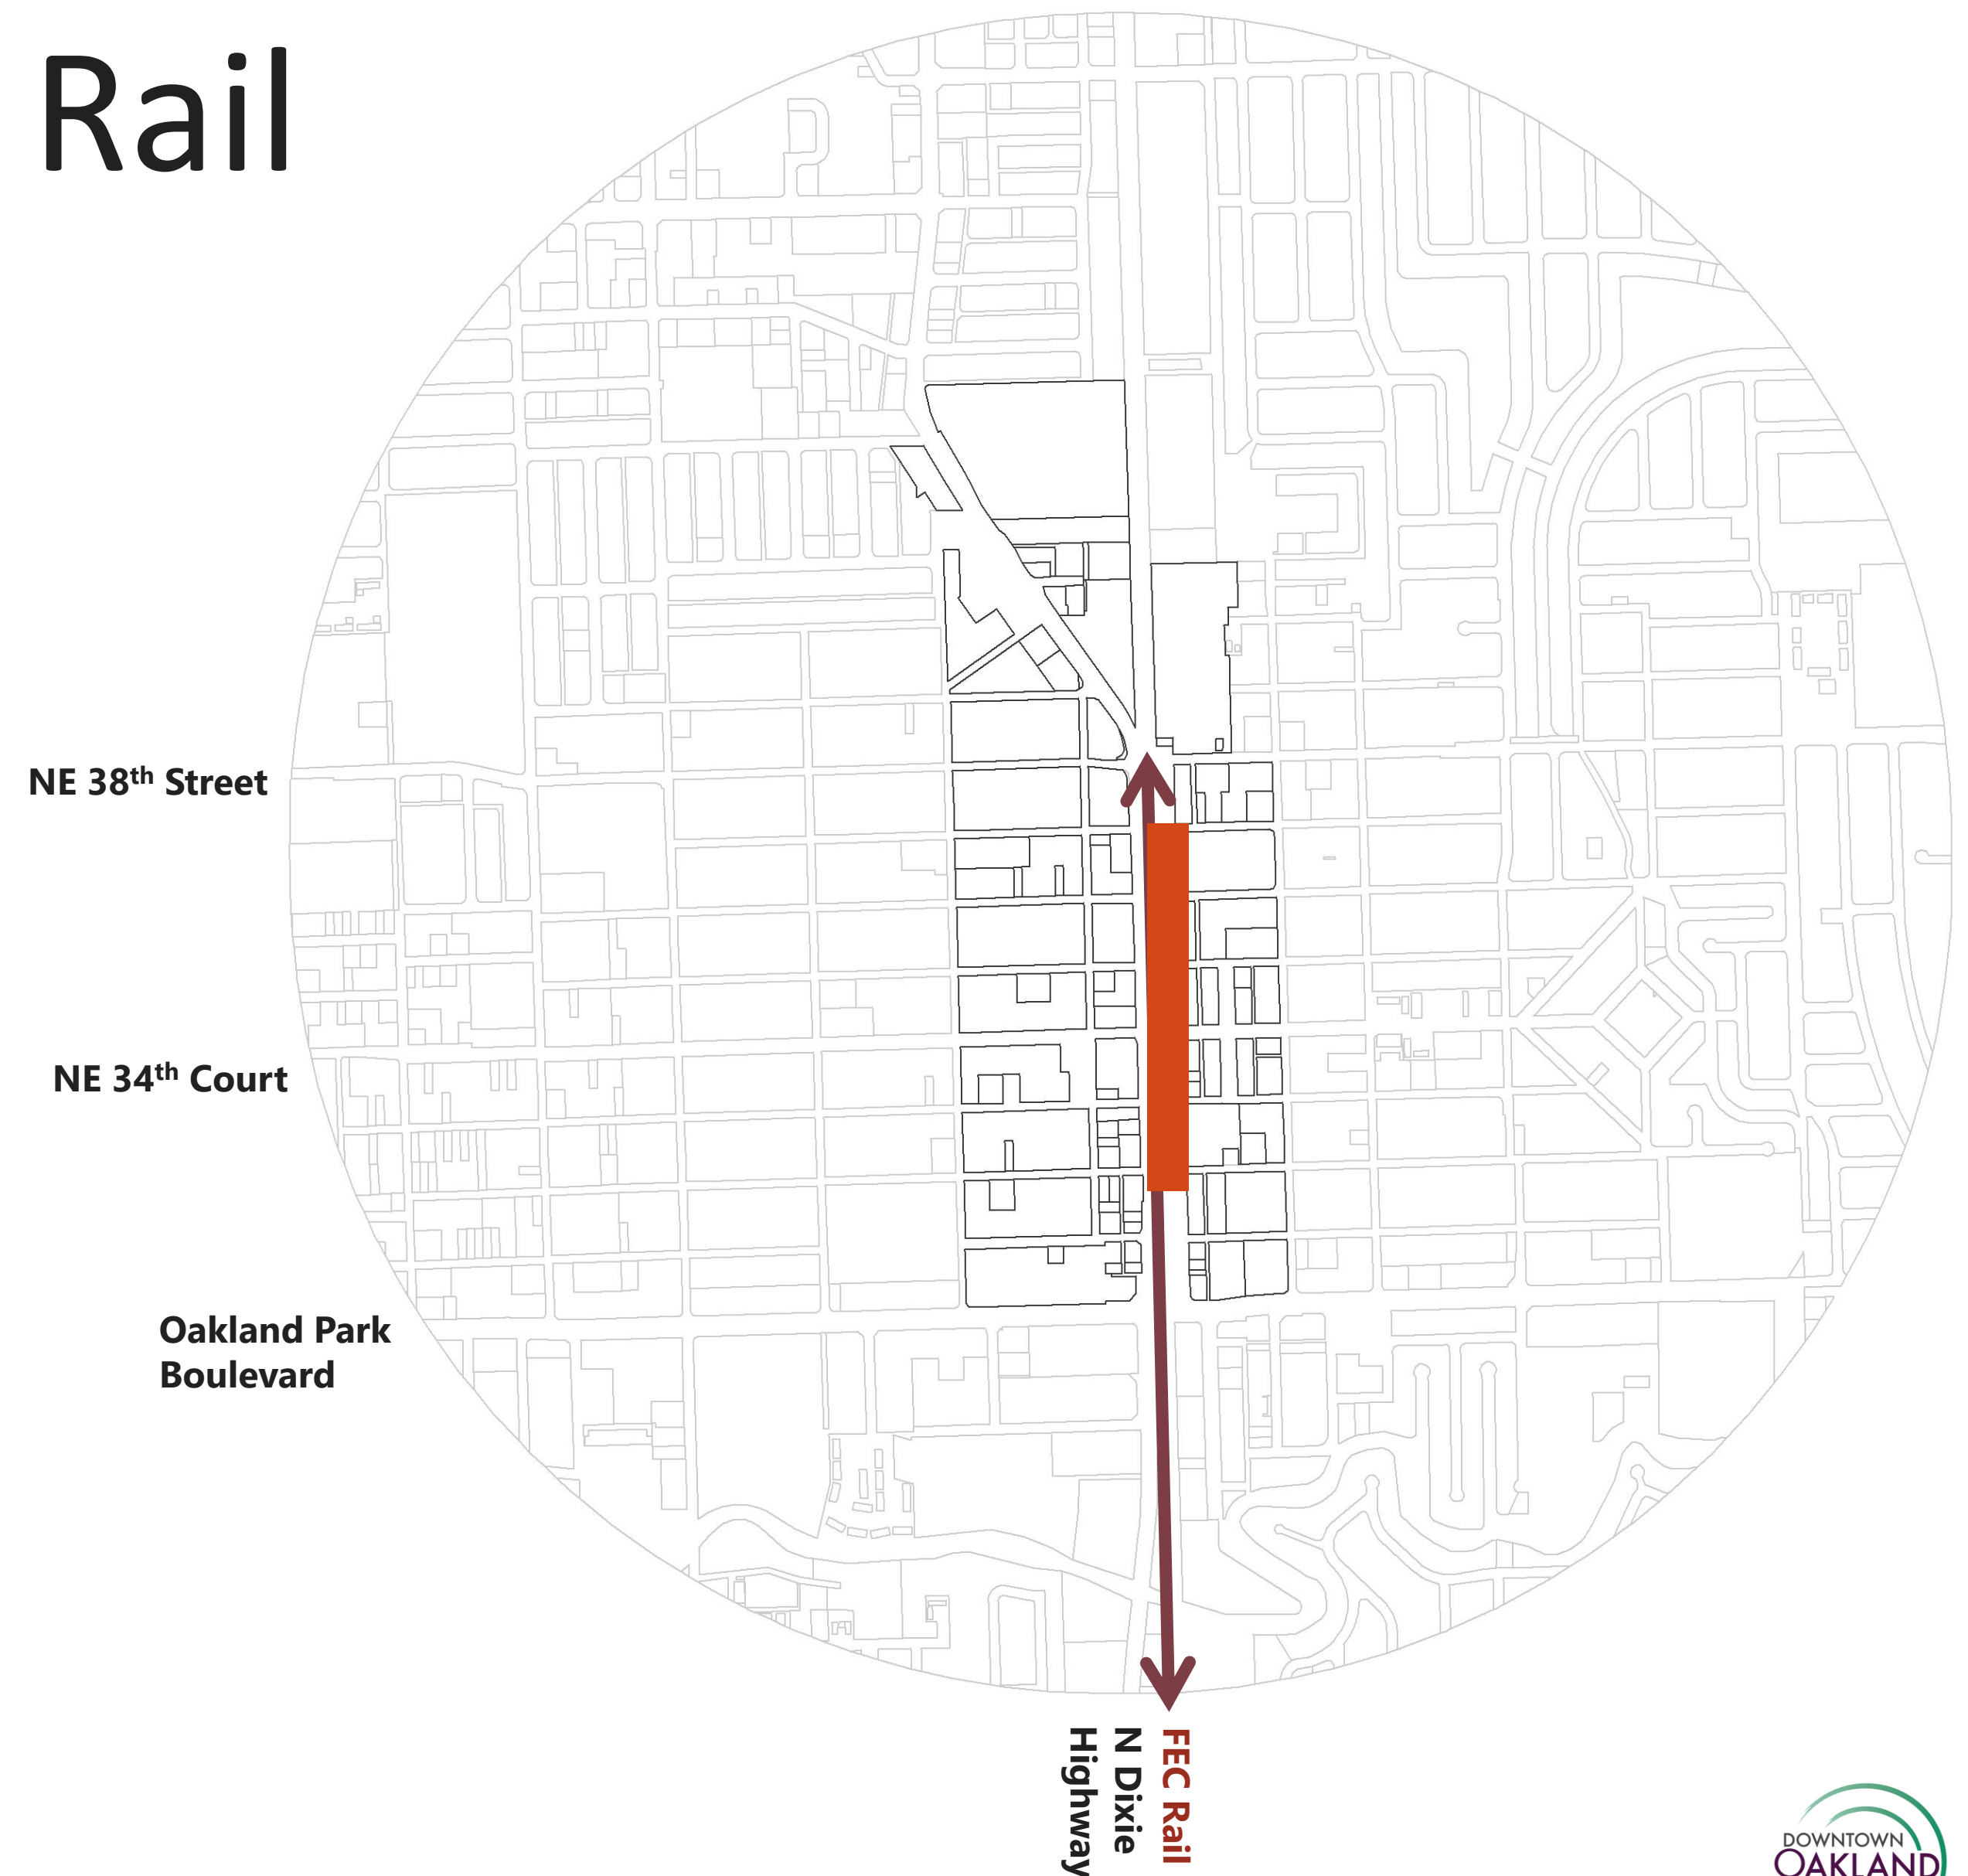 Rail
NE 38th Street
NE 34th Court
Oakland Park
Boulevard
FEC Rail
N Dixie
Highway
DOWNTOWN
OAKLAND